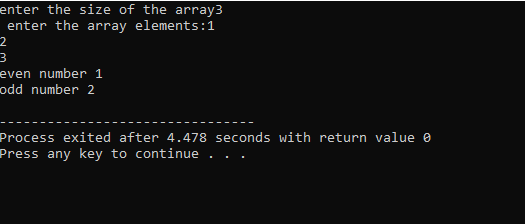 enter the size of the array3
 enter the array elements:1
2
3
even number 1
odd number 2
--------------------------------
Process exited after 4.478 seconds with return value 0
Press any key to continue . . .